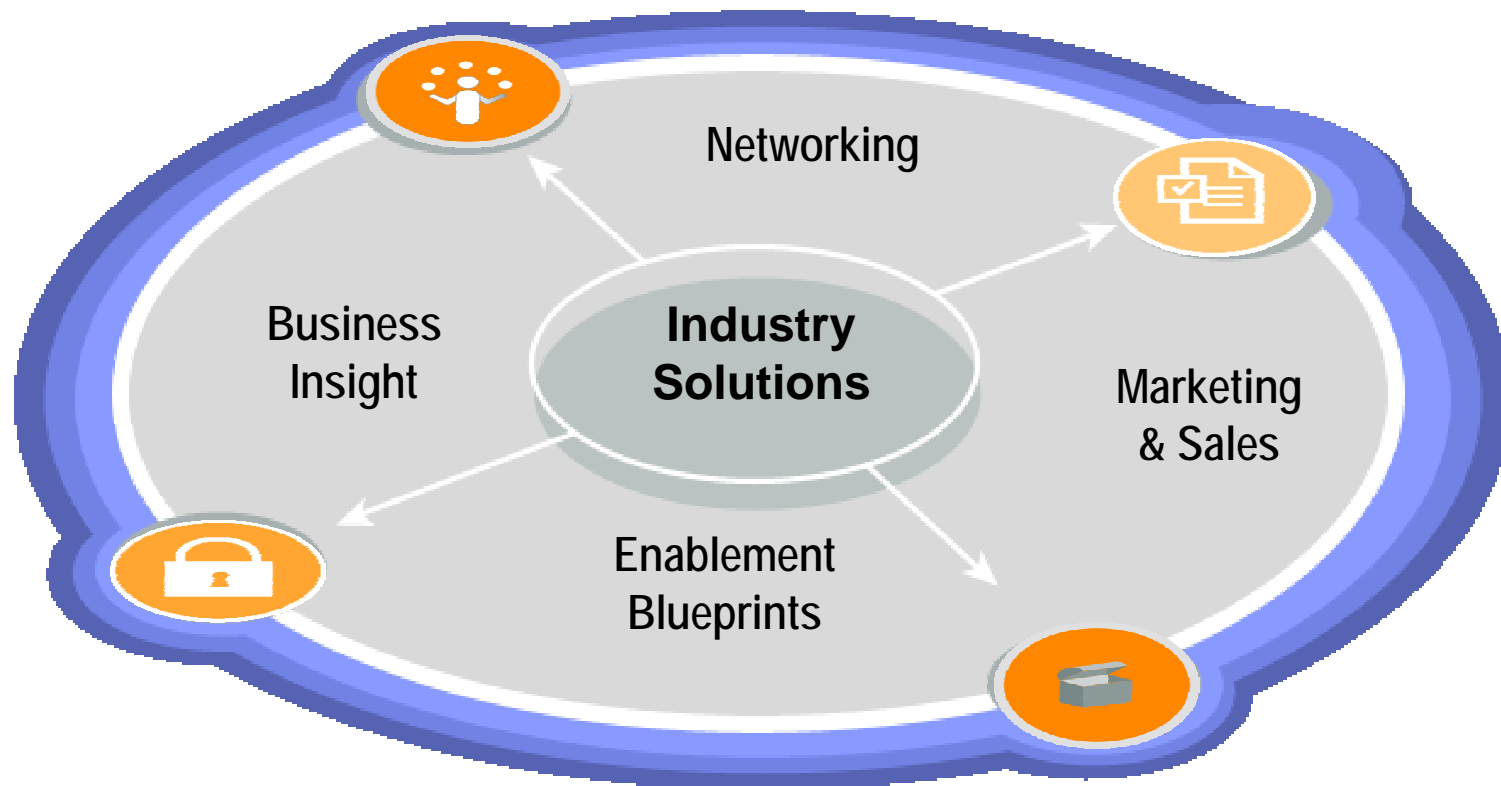 Networking
Business
Insight
Industry
Solutions
Marketing
& Sales
Enablement
Blueprints